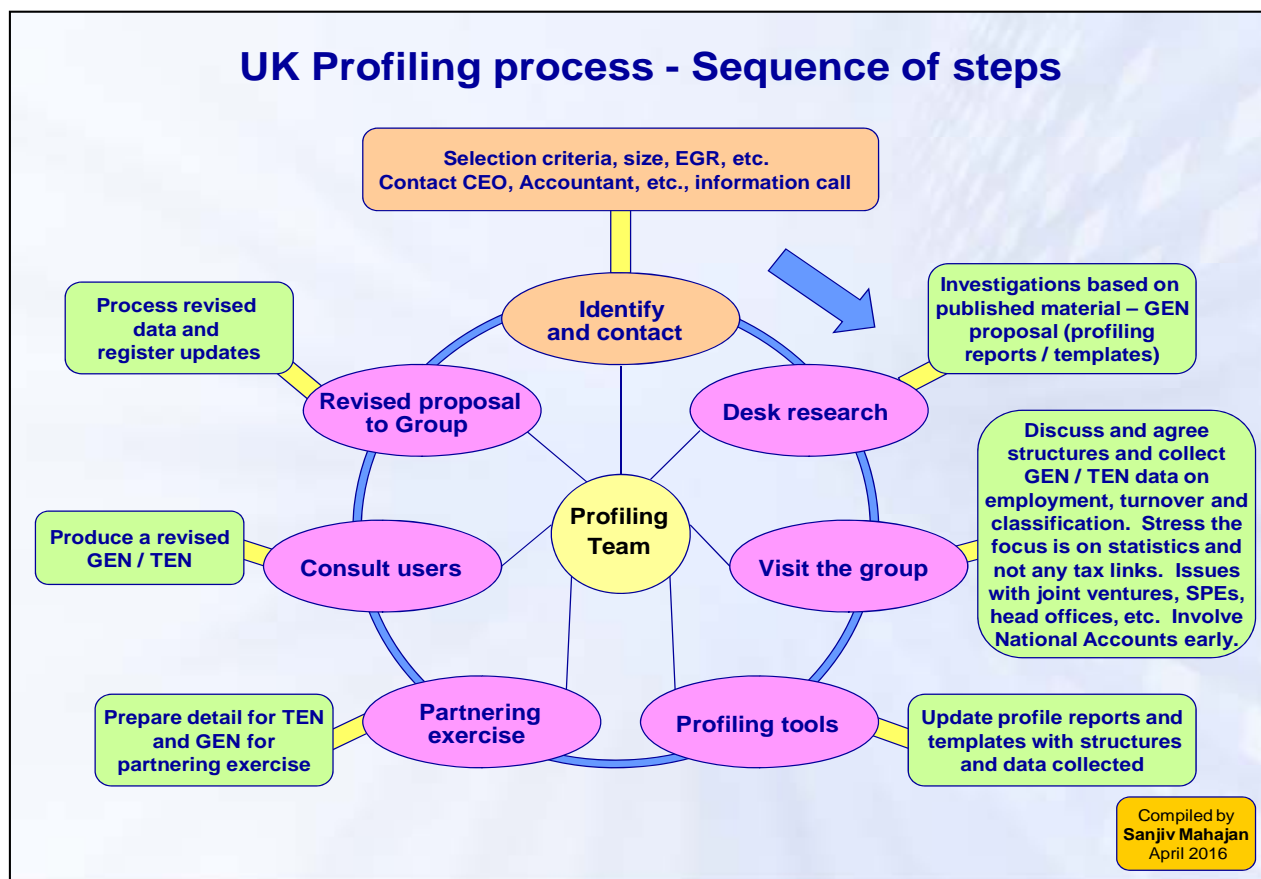 UK Profiling process - Sequence of steps
Selection criteria, size, EGR, etc.
Contact CEO, Accountant, etc., information call
Identify
and contact
Investigations based on
published material – GEN
proposal (profiling
reports / templates)
Desk research
Discuss and agree
structures and collect
GEN / TEN data on
employment, turnover and
classification. Stress the
focus is on statistics and
not any tax links. Issues
with joint ventures, SPEs,
head offices, etc. Involve
National Accounts early.
Visit the group
Profiling tools
Update profile reports and
templates with structures
and data collected
Partnering
exercise
Prepare detail for TEN
and GEN for
partnering exercise
Consult users
Produce a revised
GEN / TEN
Revised proposal
to Group
Process revised
data and
register updates
Profiling
Team
Compiled by
Sanjiv Mahajan
April 2016